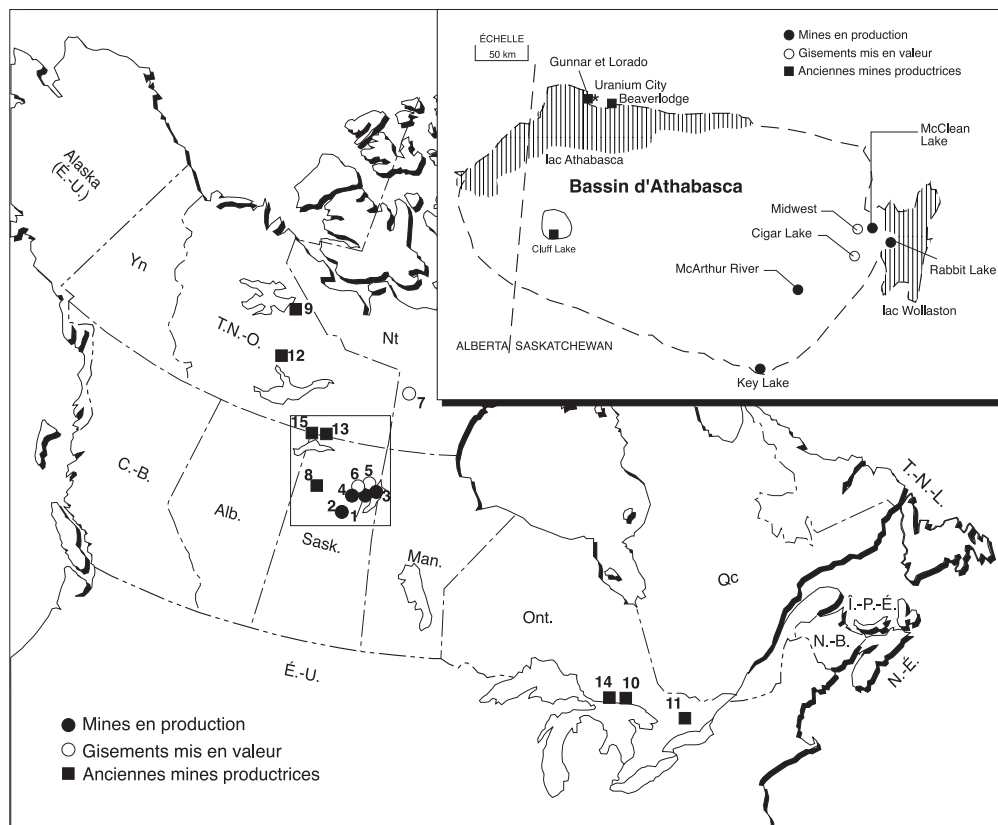 ÉCHELLE
50 km
Mines en production
Gisements mis en valeur
Anciennes mines productrices
Gunnar et Lorado
Uranium City
Beaverlodge
lac Athabasca
McClean
Lake
Bassin d'Athabasca
Midwest
Cluff Lake
Cigar Lake
McArthur River
Rabbit Lake
lac Wollaston
ALBERTA SASKATCHEWAN
Key Lake
Alaska
(É.-U.)
Yn
T.N.-O.
Nt
9
12
7
15
13
8
6
5
4
3
2
1
C.-B.
Alb.
Sask.
Man.
Ont.
Qc
T.-N.-L.
Î.-P.-É.
N.-B.
N.-É.
É.-U.
14
10
11
Mines en production
Gisements mis en valeur
Anciennes mines productrices